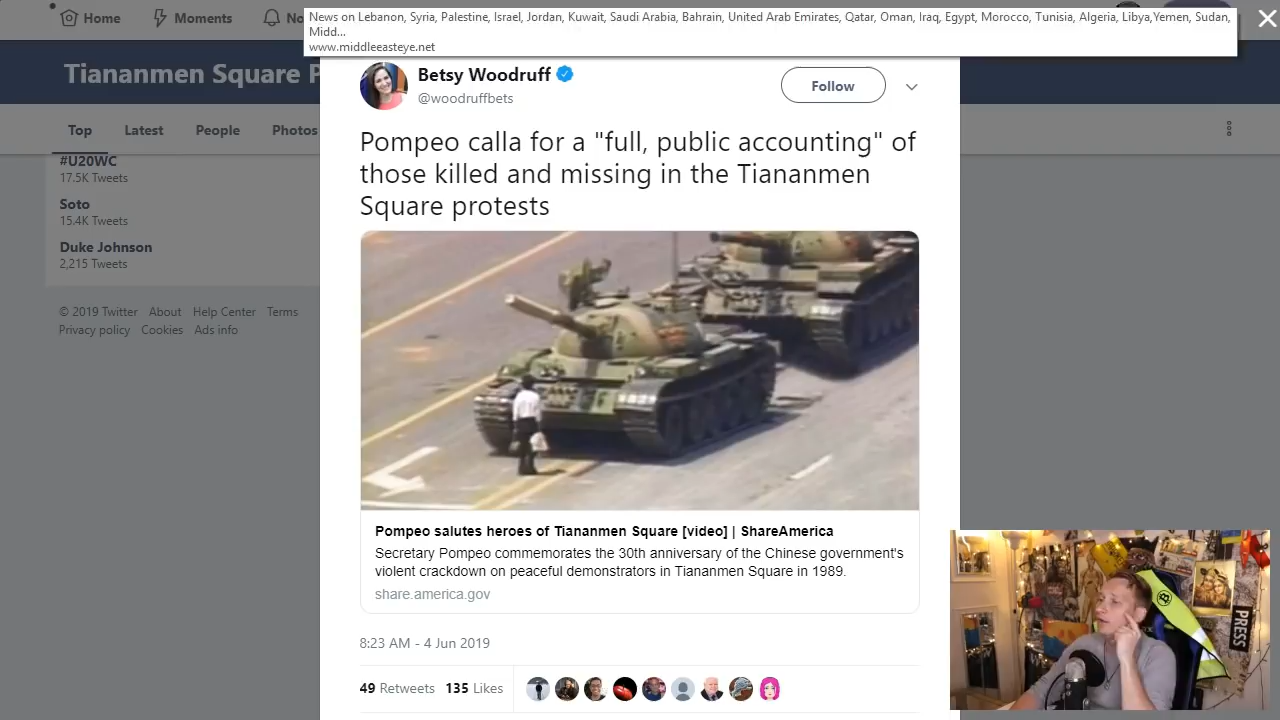 Home
Moments
No
News on Lebanon, Syria, Palestine, Israel, Jordan, Kuwait, Saudi Arabia, Bahrain, United Arab Emirates, Qatar, Oman, Iraq, Egypt, Morocco, Tunisia, Algeria, Libya,Yemen, Sudan,
Midd...
www.middleeasteye.net
Tiananmen Square P
Top
Latest
People
Photos
#U20WC
17.5K Tweets
Soto
15.4K Tweets
Duke Johnson
2,215 Tweets
© 2019 Twitter About Help Center Terms
Privacy policy Cookies Ads info
Betsy Woodruff
@woodruffbets
Follow
Pompeo calla for a "full, public accounting" of
those killed and missing in the Tiananmen
Square protests
Pompeo salutes heroes of Tiananmen Square [video] | ShareAmerica
Secretary Pompeo commemorates the 30th anniversary of the Chinese government's
violent crackdown on peaceful demonstrators in Tiananmen Square in 1989.
share.america.gov
8:23 AM - 4 Jun 2019
49 Retweets 135 Likes
PRESS